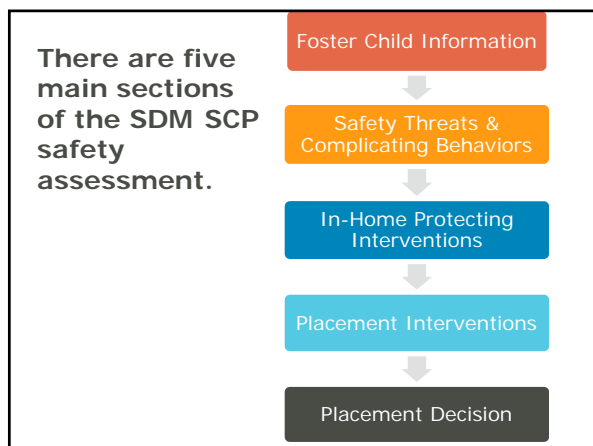 There are five
main sections
of the SDM SCP
safety
assessment.
Foster Child Information
Safety Threats &
Complicating Behaviors
In-Home Protecting
Interventions
Placement Interventions
Placement Decision